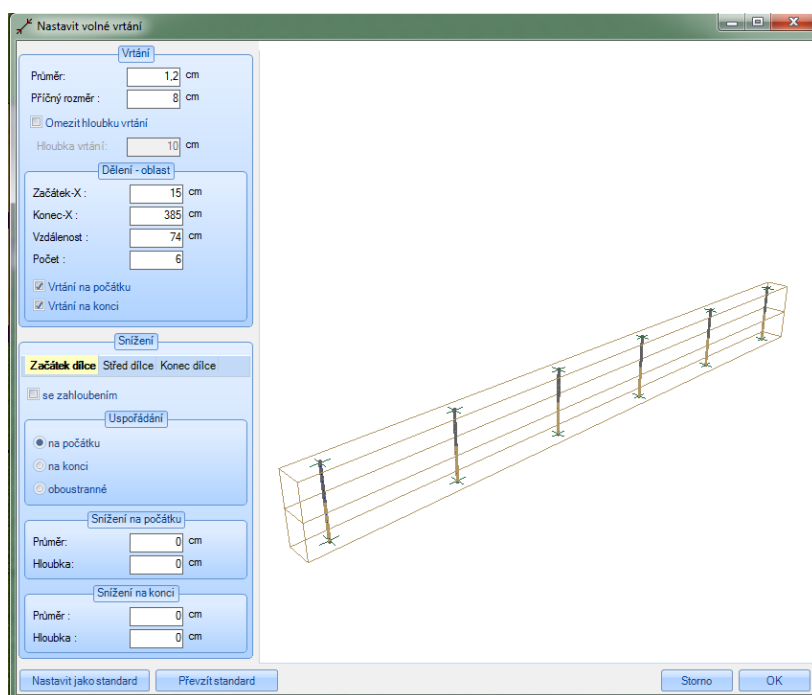 Nastavit volné vrtání
Vrtání
Průměr: 1,2 cm
Příčný rozměr : 8 cm
Omezit hloubku vrtání
Hloubka vrtání: 10 cm
Dělení - oblast
Začátek-X : 15 cm
Konec-X : 385 cm
Vzdálenost : 74 cm
Počet : 6
Vrtání na počátku
Vrtání na konci
Snížení
Začátek dílce Střed dílce Konec dílce
se zahloubením
Uspořádání
na počátku
na konci
oboustranné
Snížení na počátku
Průměr: 0 cm
Hloubka: 0 cm
Snížení na konci
Průměr : 0 cm
Hloubka : 0 cm
Nastavit jako standard Převzít standard Storno OK